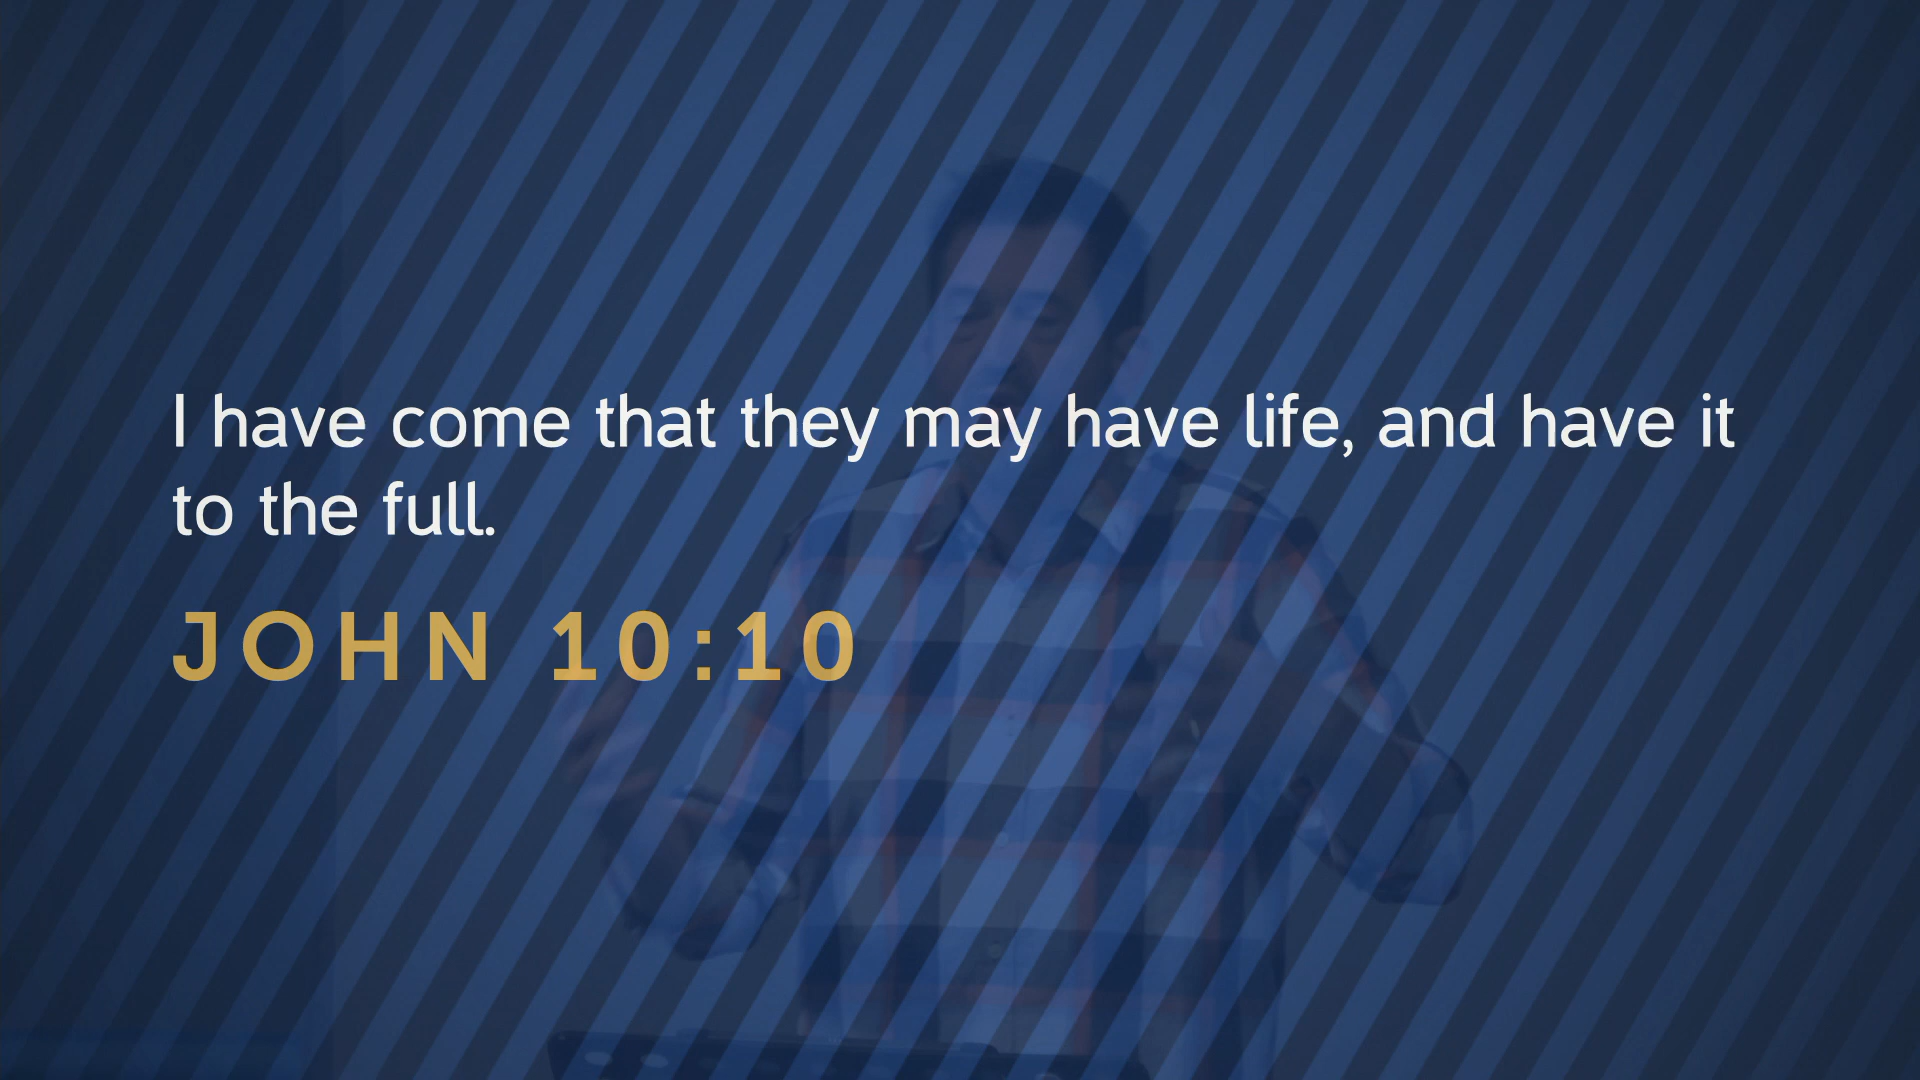 I have come that they may have life, and have it
to the full.
JOHN 10:10